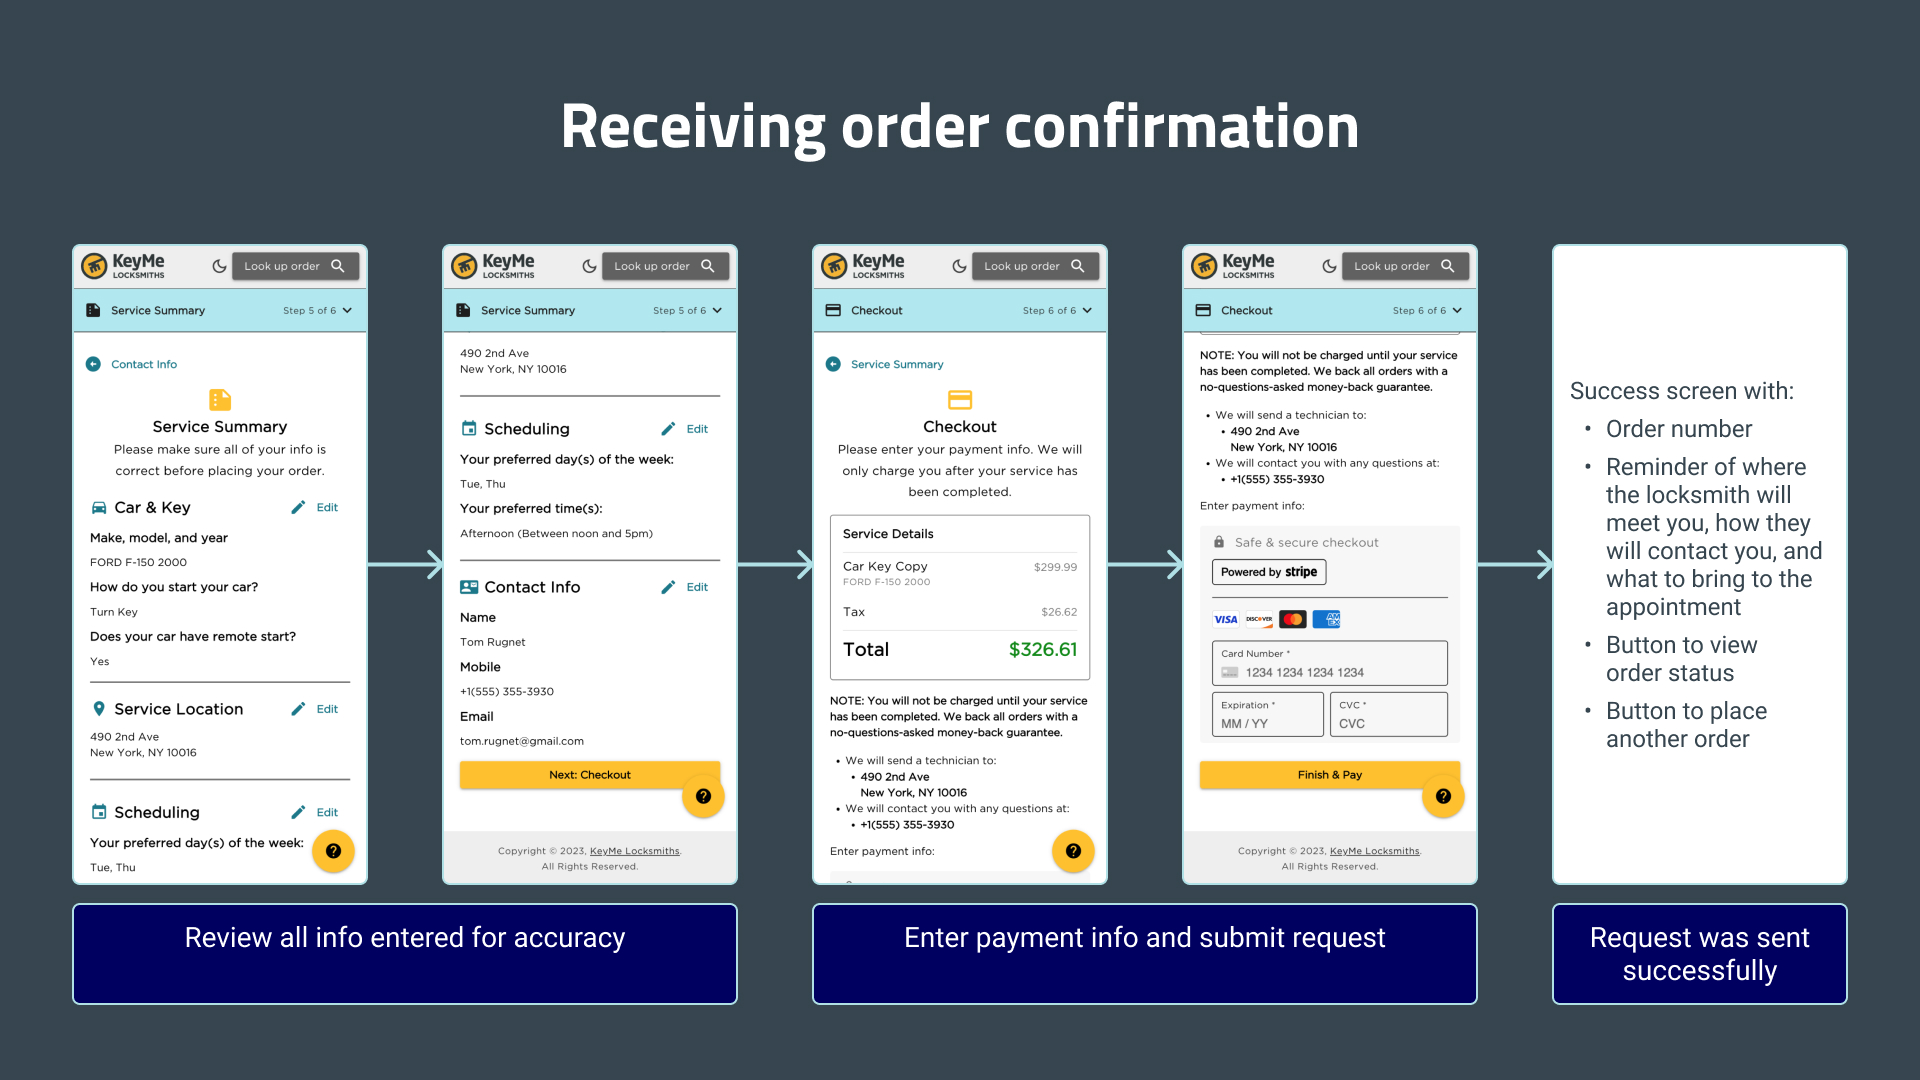 Receiving order confirmation
KeyMe
LOCKSMITHS
Look up order
Service Summary
Step 5 of 6
Contact Info
Service Summary
Please make sure all of your info is
correct before placing your order.
Car & Key
Edit
Make, model, and year
FORD F-150 2000
How do you start your car?
Turn Key
Does your car have remote start?
Yes
Service Location
Edit
490 2nd Ave
New York, NY 10016
Scheduling
Edit
Your preferred day(s) of the week:
Tue, Thu
KeyMe
LOCKSMITHS
Look up order
Service Summary
Step 5 of 6
490 2nd Ave
New York, NY 10016
Scheduling
Edit
Your preferred day(s) of the week:
Tue, Thu
Your preferred time(s):
Afternoon (Between noon and 5pm)
Contact Info
Edit
Name
Tom Rugnet
Mobile
+1(555) 355-3930
Email
tom.rugnet@gmail.com
Next: Checkout
Copyright © 2023, KeyMe Locksmiths.
All Rights Reserved.
Review all info entered for accuracy
KeyMe
LOCKSMITHS
Look up order
Checkout
Step 6 of 6
Service Summary
Checkout
Please enter your payment info. We will
only charge you after your service has
been completed.
Service Details
Car Key Copy
$299.99
FORD F-150 2000
Tax
$26.62
Total
$326.61
NOTE: You will not be charged until your service
has been completed. We back all orders with a
no-questions-asked money-back guarantee.
• We will send a technician to:
• 490 2nd Ave
New York, NY 10016
• We will contact you with any questions at:
• +1(555) 355-3930
Enter payment info:
KeyMe
LOCKSMITHS
Look up order
Checkout
Step 6 of 6
NOTE: You will not be charged until your service
has been completed. We back all orders with a
no-questions-asked money-back guarantee.
• We will send a technician to:
• 490 2nd Ave
New York, NY 10016
• We will contact you with any questions at:
• +1(555) 355-3930
Enter payment info:
Safe & secure checkout
Powered by stripe
VISA
DISCOVER
AM
EX
Card Number *
1234 1234 1234 1234
Expiration *
MM / YY
CVC *
CVC
Finish & Pay
Copyright © 2023, KeyMe Locksmiths.
All Rights Reserved.
Enter payment info and submit request
Success screen with:
• Order number
• Reminder of where
the locksmith will
meet you, how they
will contact you, and
what to bring to the
appointment
• Button to view
order status
• Button to place
another order
Request was sent
successfully